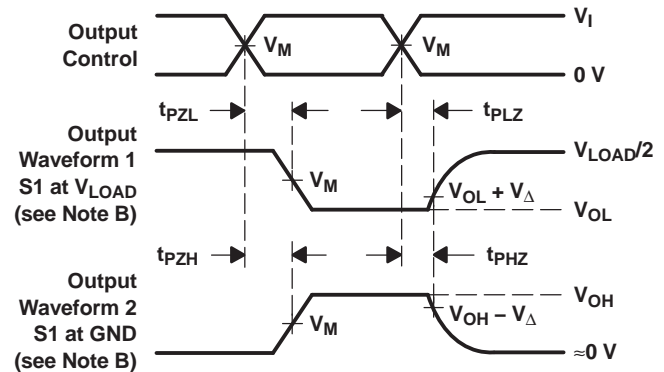 Output
Control
V_M
V_M
V_I
0 V
t_PZL
t_PLZ
Output
Waveform 1
S1 at V_LOAD
(see Note B)
V_M
V_LOAD/2
V_OL + V_Δ
V_OL
t_PZH
t_PHZ
Output
Waveform 2
S1 at GND
(see Note B)
V_M
V_OH
V_OH − V_Δ
≈0 V